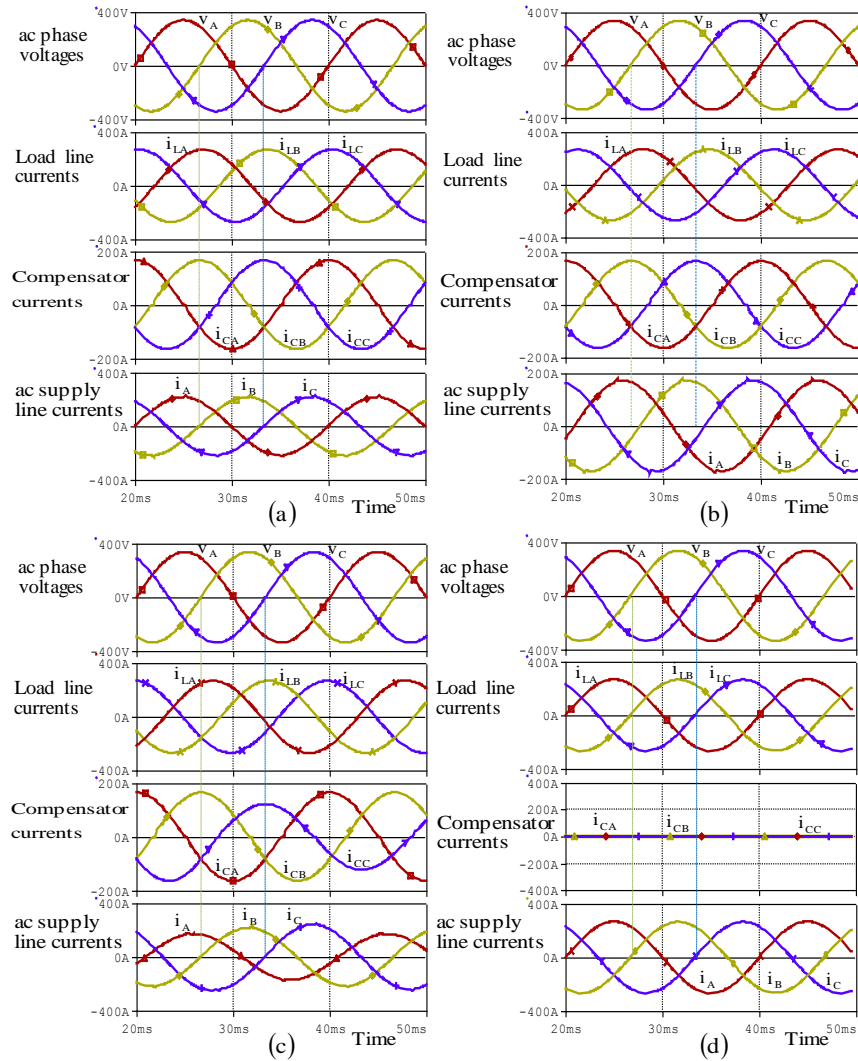 400V
v_A v_B v_C
ac phase
voltages
0V
-400V
400A
i_LA i_LB i_LC
Load line
currents
0A
-400A
200A
Compensator
currents
0A
i_CA i_CB i_CC
-200A
400A
i_A i_B i_C
ac supply
line currents
0A
-400A
20ms 30ms 40ms 50ms
(a) Time
400V
v_A v_B v_C
ac phase
voltages
0V
-400V
400A
i_LA i_LB i_LC
Load line
currents
0A
-400A
200A
Compensator
currents
0A
i_CA i_CB i_CC
-200A
200A
ac supply
line currents
0A
i_A i_B i_C
-200A
20ms 30ms 40ms 50ms
(b) Time
400V
v_A v_B v_C
ac phase
voltages
0V
-400V
400A
i_LA i_LB i_LC
Load line
currents
0A
-400A
200A
Compensator
currents
0A
i_CA i_CB i_CC
-200A
400A
i_A i_B i_C
ac supply
line currents
0A
-400A
20ms 30ms 40ms 50ms
(c) Time
400V
v_A v_B v_C
ac phase
voltages
0V
-400V
400A
i_LA i_LB i_LC
Load line
currents
0A
-400A
400A
200A
i_CA i_CB i_CC
Compensator
currents
0A
-200A
-400A
400A
ac supply
line currents
0A
i_A i_B i_C
-400A
20ms 30ms 40ms 50ms
(d) Time